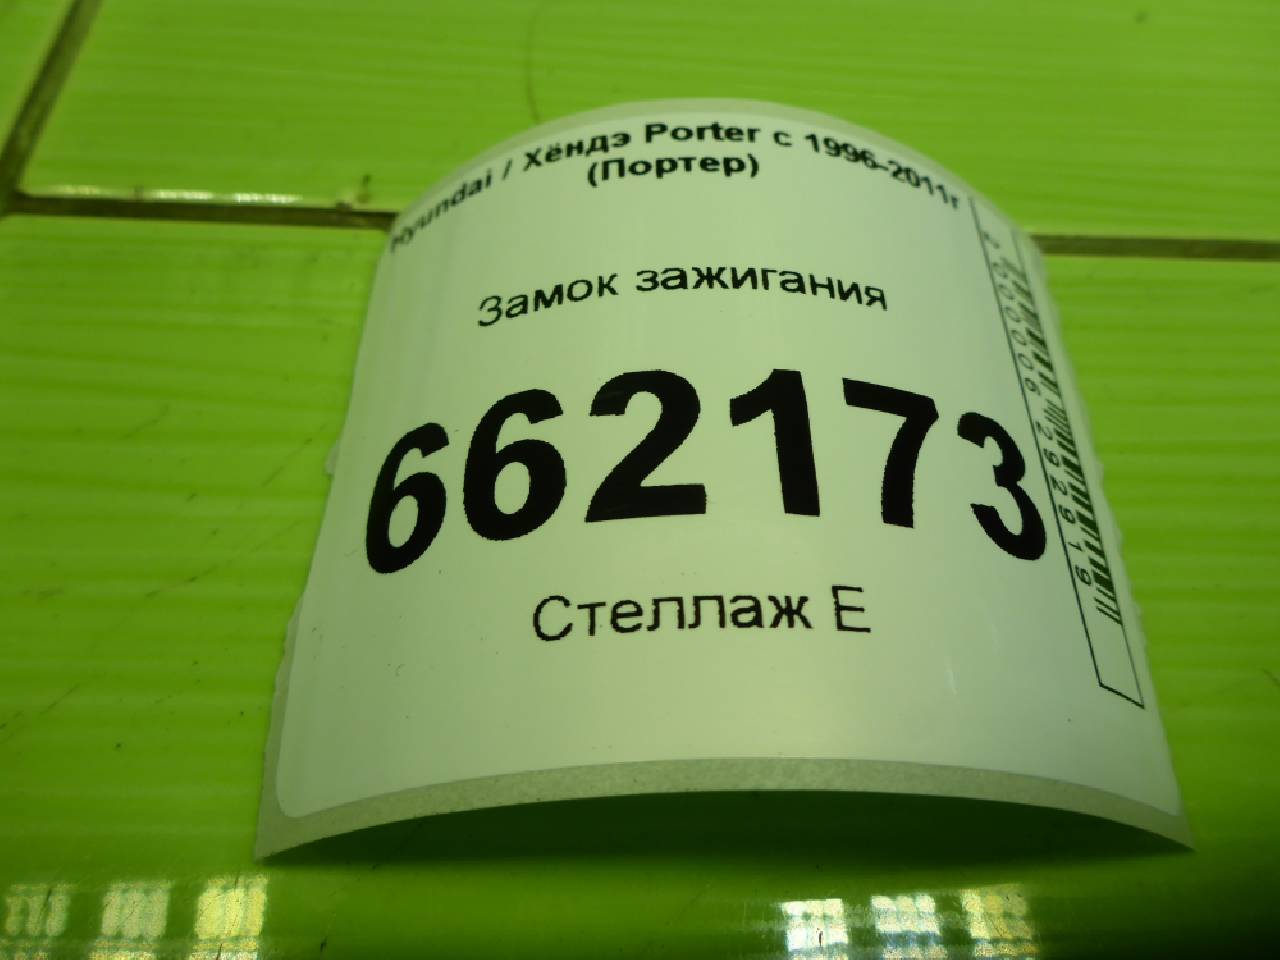 Hyundai / Хёндэ Porter с 1996-2011г
(Портер)
Замок зажигания
662173
Стеллаж Е